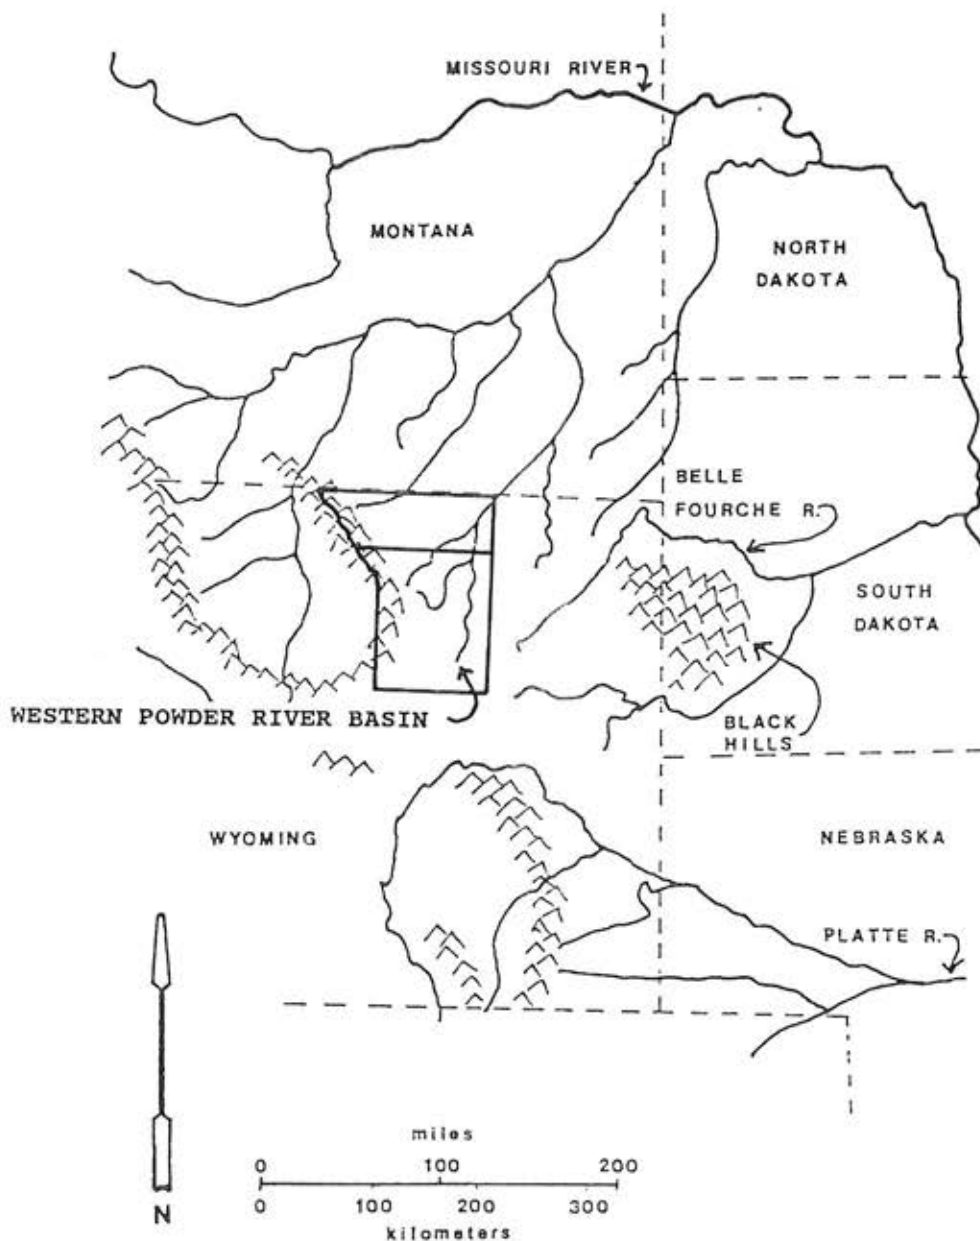 MISSOURI RIVER
MONTANA
NORTH
DAKOTA
BELLE
FOURCHE R.
SOUTH
DAKOTA
WESTERN POWDER RIVER BASIN
BLACK
HILLS
WYOMING
NEBRASKA
PLATTE R.
miles
0 100 200
0 100 200 300
kilometers
N